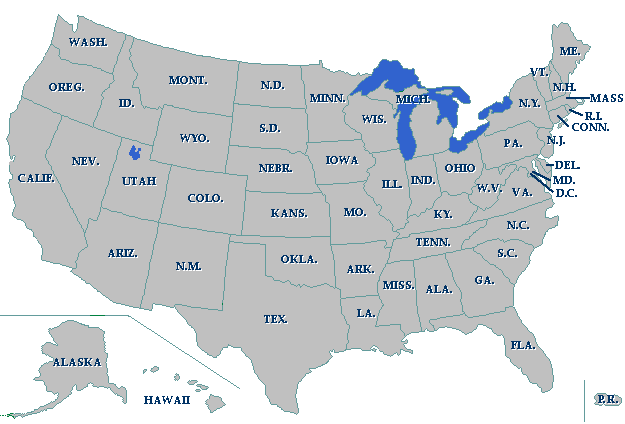 WASH.
ME.
VT.
MONT.
N.D.
N.H.
OREG.
MINN.
MICH.
MASS
ID.
N.Y.
R.I.
WIS.
S.D.
CONN.
WYO.
PA.
N.J.
NEV.
IOWA
NEBR.
OHIO
DEL.
CALIF.
UTAH
ILL.
IND.
MD.
W.V.
VA.
D.C.
COLO.
KANS.
MO.
KY.
N.C.
TENN.
ARIZ.
S.C.
N.M.
OKLA.
ARK.
GA.
MISS.
ALA.
TEX.
LA.
FLA.
ALASKA
HAWAII
P.R.